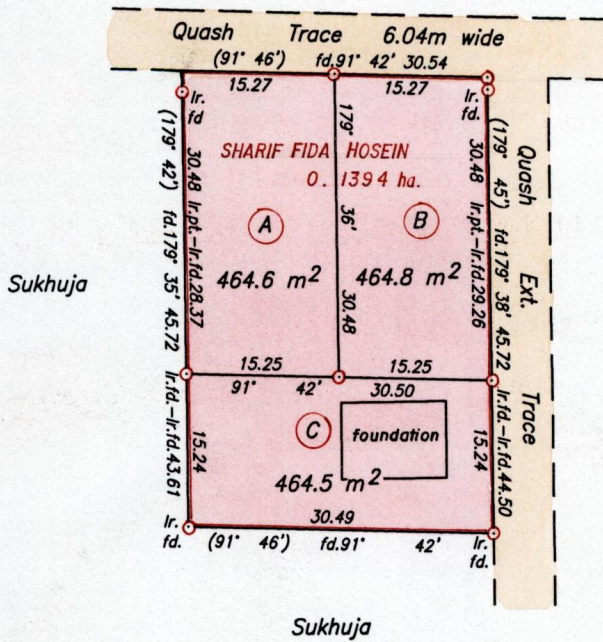 Quash Trace 6.04m wide
(91° 46') fd.91° 42' 30.54
15.27 15.27
Ir. fd
Ir. fd.
(179° 42') fd.179° 35' 45.72
30.48 Ir.pt.-Ir.fd.28.37
179° 36' 30.48
30.48 Ir.pt.-Ir.fd.29.26
(179° 45') fd.179° 38' 45.72
Quash Ext. Trace
SHARIF FIDA HOSEIN
0.1394 ha.
A B
464.6 m² 464.8 m²
Sukhuja
15.25 15.25
91° 42' 30.50
Ir.fd.-Ir.fd.43.61
15.24
C
foundation
464.5 m²
15.24
Ir.fd.-Ir.fd.44.50
30.49
Ir. fd.
(91° 46') fd.91° 42'
Ir. fd.
Sukhuja